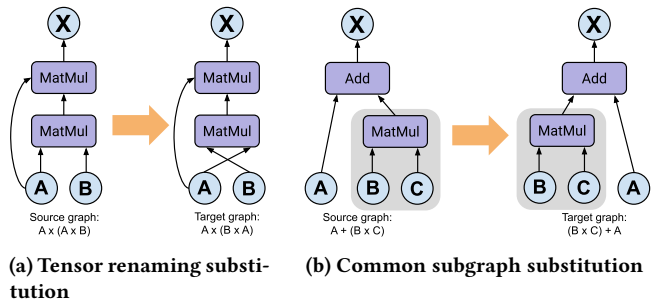 X
MatMul
MatMul
A
B
Source graph:
A x (A x B)
X
MatMul
MatMul
A
B
Target graph:
A x (B x A)
(a) Tensor renaming substi-
tution
X
Add
MatMul
A
B
C
Source graph:
A + (B x C)
X
Add
MatMul
B
C
A
Target graph:
(B x C) + A
(b) Common subgraph substitution